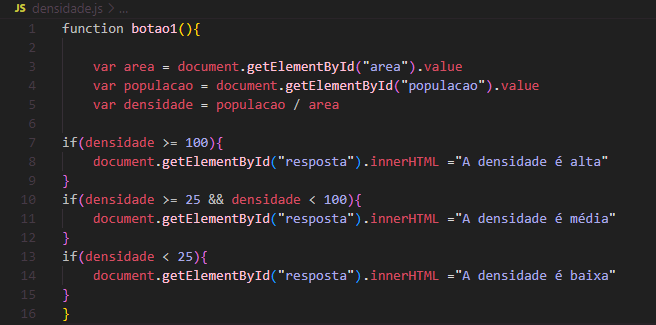 JS densidade.js > ...
1 function botao1(){
2
3     var area = document.getElementById("area").value
4     var populacao = document.getElementById("populacao").value
5     var densidade = populacao / area
6
7 if(densidade >= 100){
8     document.getElementById("resposta").innerHTML ="A densidade é alta"
9 }
10 if(densidade >= 25 && densidade < 100){
11     document.getElementById("resposta").innerHTML ="A densidade é média"
12 }
13 if(densidade < 25){
14     document.getElementById("resposta").innerHTML ="A densidade é baixa"
15 }
16 }